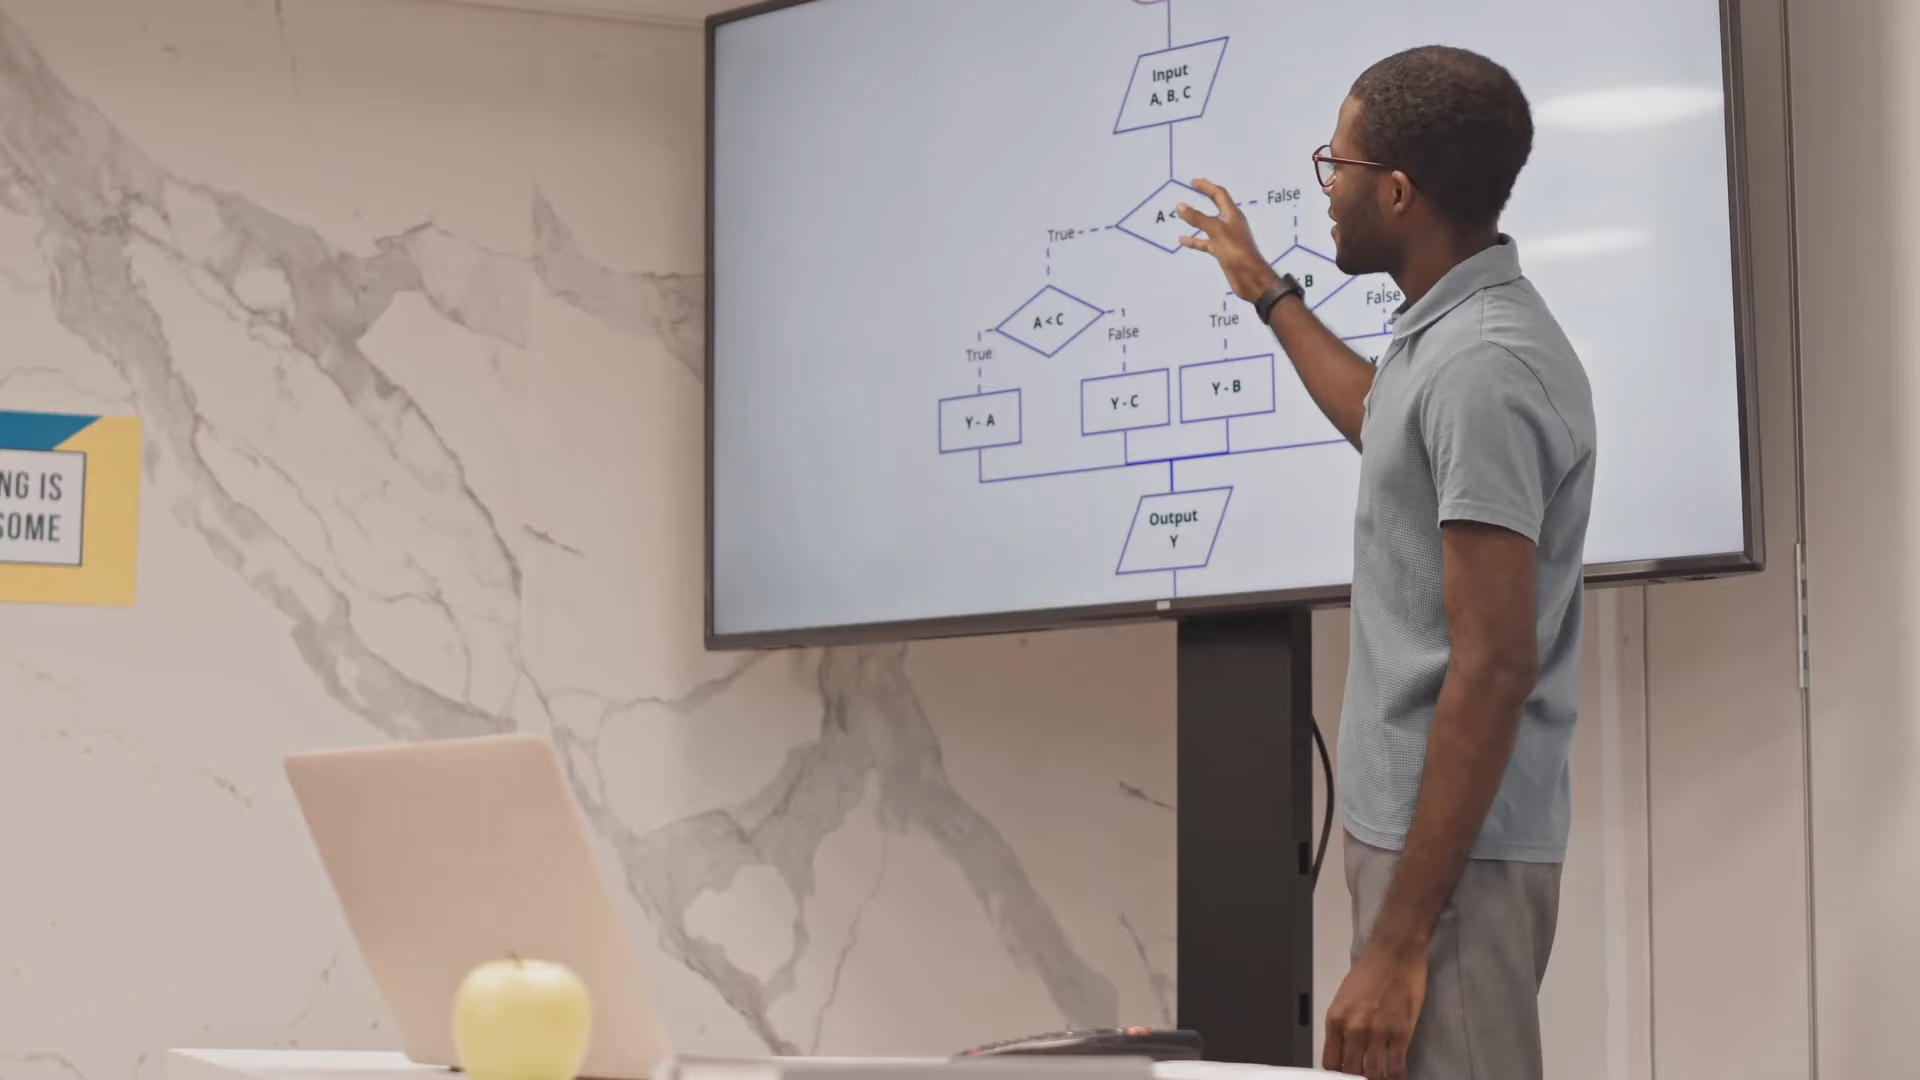 Input
A, B, C
A <
False
True
A < C
B
False
True
False
True
Y - A
Y - C
Y - B
Y
Output
Y
NG IS
SOME